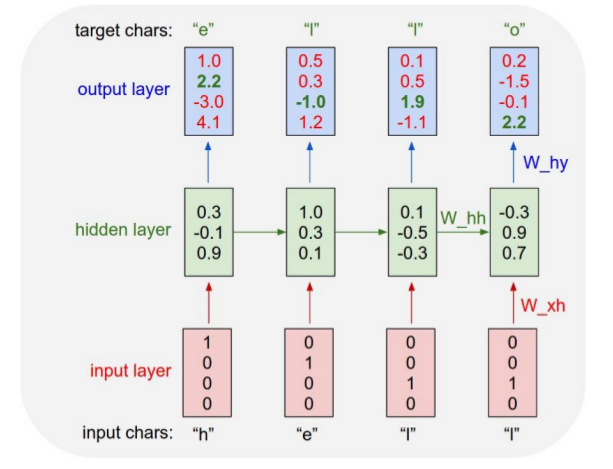 target chars: “e” “l” “l” “o”
output layer
1.0 0.5 0.1 0.2
2.2 0.3 0.5 -1.5
-3.0 -1.0 1.9 -0.1
4.1 1.2 -1.1 2.2
W_hy
hidden layer
0.3 1.0 0.1 -0.3
-0.1 0.3 -0.5 0.9
0.9 0.1 -0.3 0.7
W_hh
W_xh
input layer
1 0 0 0
0 1 0 0
0 0 1 1
0 0 0 0
input chars: “h” “e” “l” “l”